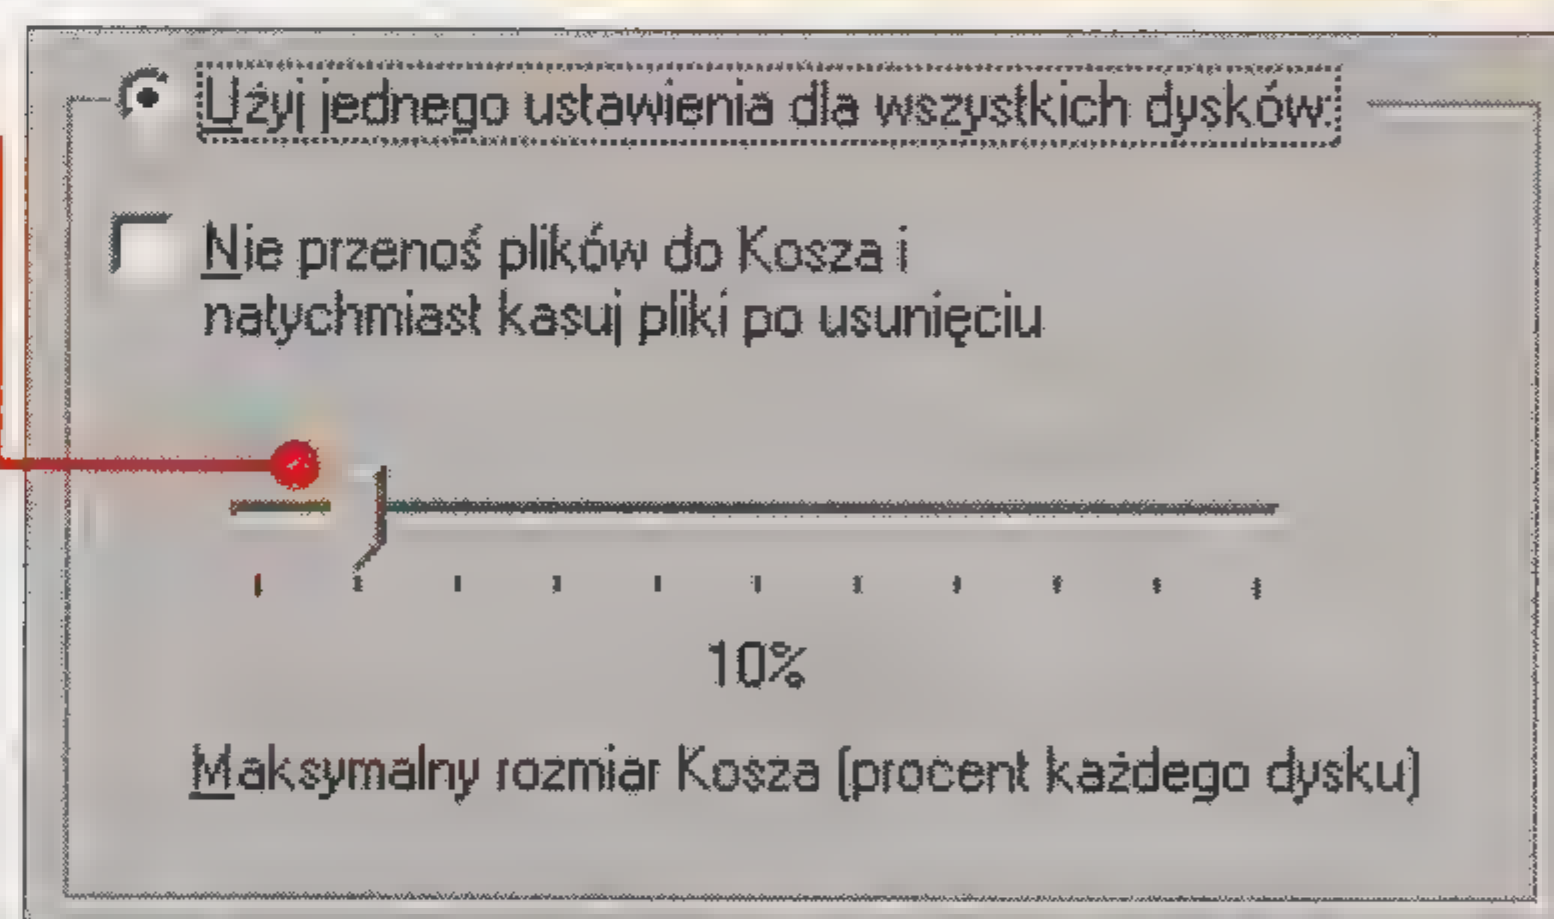 Użyj jednego ustawienia dla wszystkich dysków:
Nie przenoś plików do Kosza i
natychmiast kasuj pliki po usunięciu
10%
Maksymalny rozmiar Kosza (procent każdego dysku)